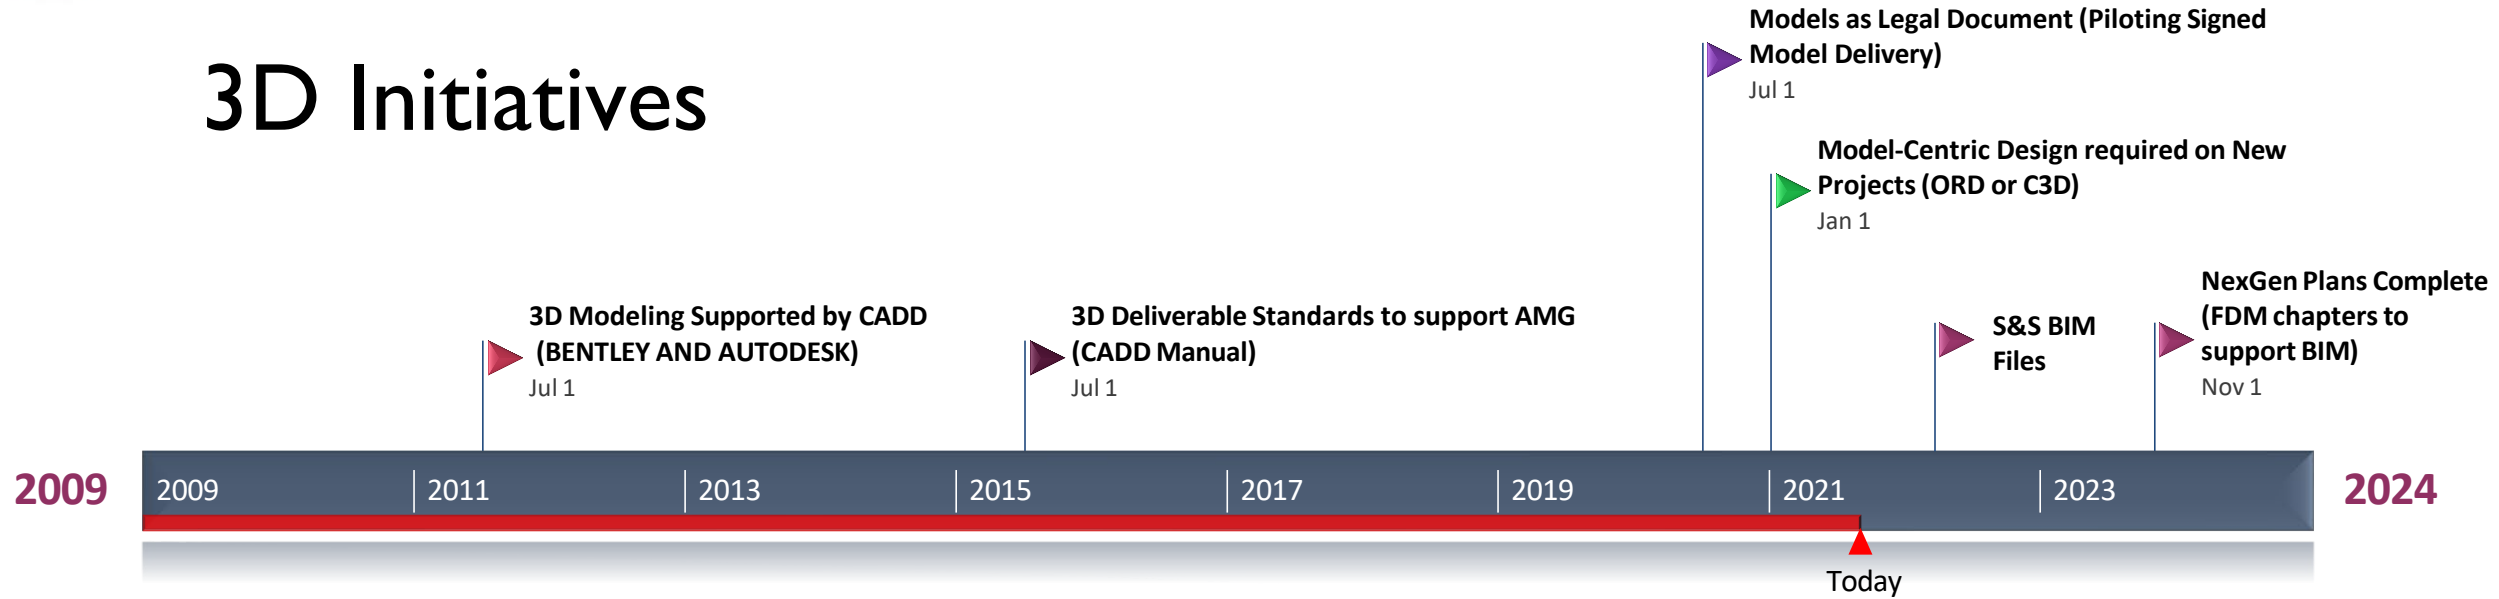 3D Initiatives
Models as Legal Document (Piloting Signed
Model Delivery)
Jul 1
Model-Centric Design required on New
Projects (ORD or C3D)
Jan 1
3D Modeling Supported by CADD
(BENTLEY AND AUTODESK)
Jul 1
3D Deliverable Standards to support AMG
(CADD Manual)
Jul 1
S&S BIM
Files
NexGen Plans Complete
(FDM chapters to
support BIM)
Nov 1
2009
2009
2011
2013
2015
2017
2019
2021
2023
2024
Today